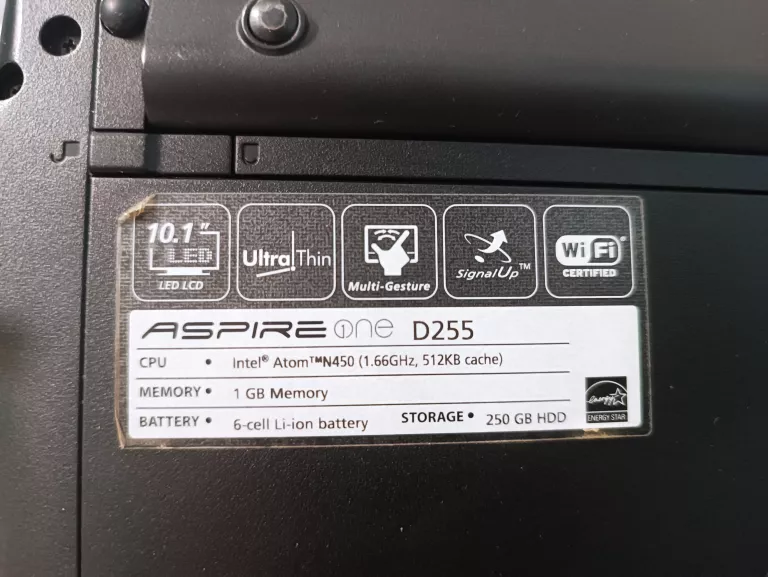 10.1" LED
LED LCD
Ultra Thin
Multi-Gesture
SignalUp™
Wi Fi®
CERTIFIED
ASPIRE one D255
CPU • Intel® Atom™N450 (1.66GHz, 512KB cache)
MEMORY • 1 GB Memory
BATTERY • 6-cell Li-ion battery STORAGE • 250 GB HDD
energy
ENERGY STAR